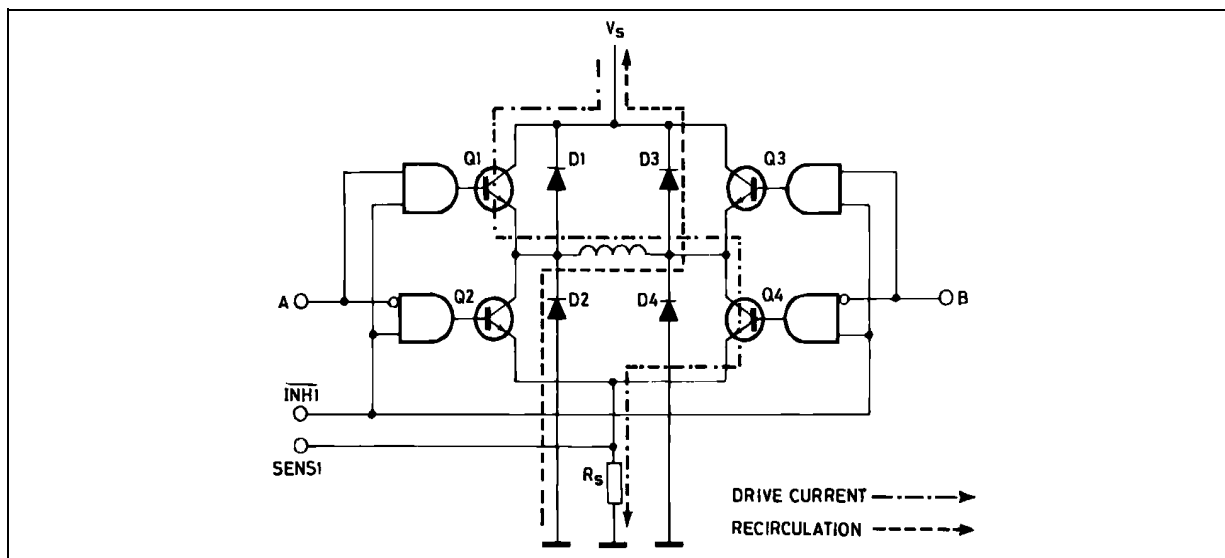 Vs
Q1
D1
D3
Q3
A
Q2
D2
D4
Q4
B
INH1
SENS1
Rs
DRIVE CURRENT
RECIRCULATION